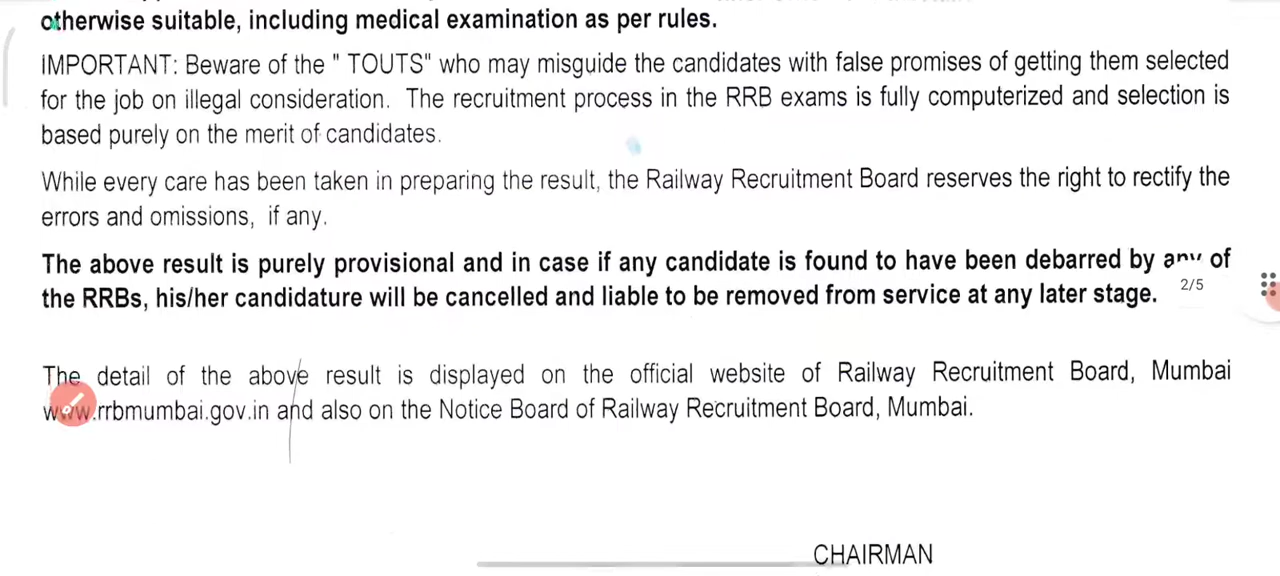 otherwise suitable, including medical examination as per rules.
IMPORTANT: Beware of the " TOUTS" who may misguide the candidates with false promises of getting them selected
for the job on illegal consideration. The recruitment process in the RRB exams is fully computerized and selection is
based purely on the merit of candidates.
While every care has been taken in preparing the result, the Railway Recruitment Board reserves the right to rectify the
errors and omissions, if any.
The above result is purely provisional and in case if any candidate is found to have been debarred by any of
the RRBs, his/her candidature will be cancelled and liable to be removed from service at any later stage.
2/5
The detail of the above result is displayed on the official website of Railway Recruitment Board, Mumbai
www.rrbmumbai.gov.in and also on the Notice Board of Railway Recruitment Board, Mumbai.
CHAIRMAN